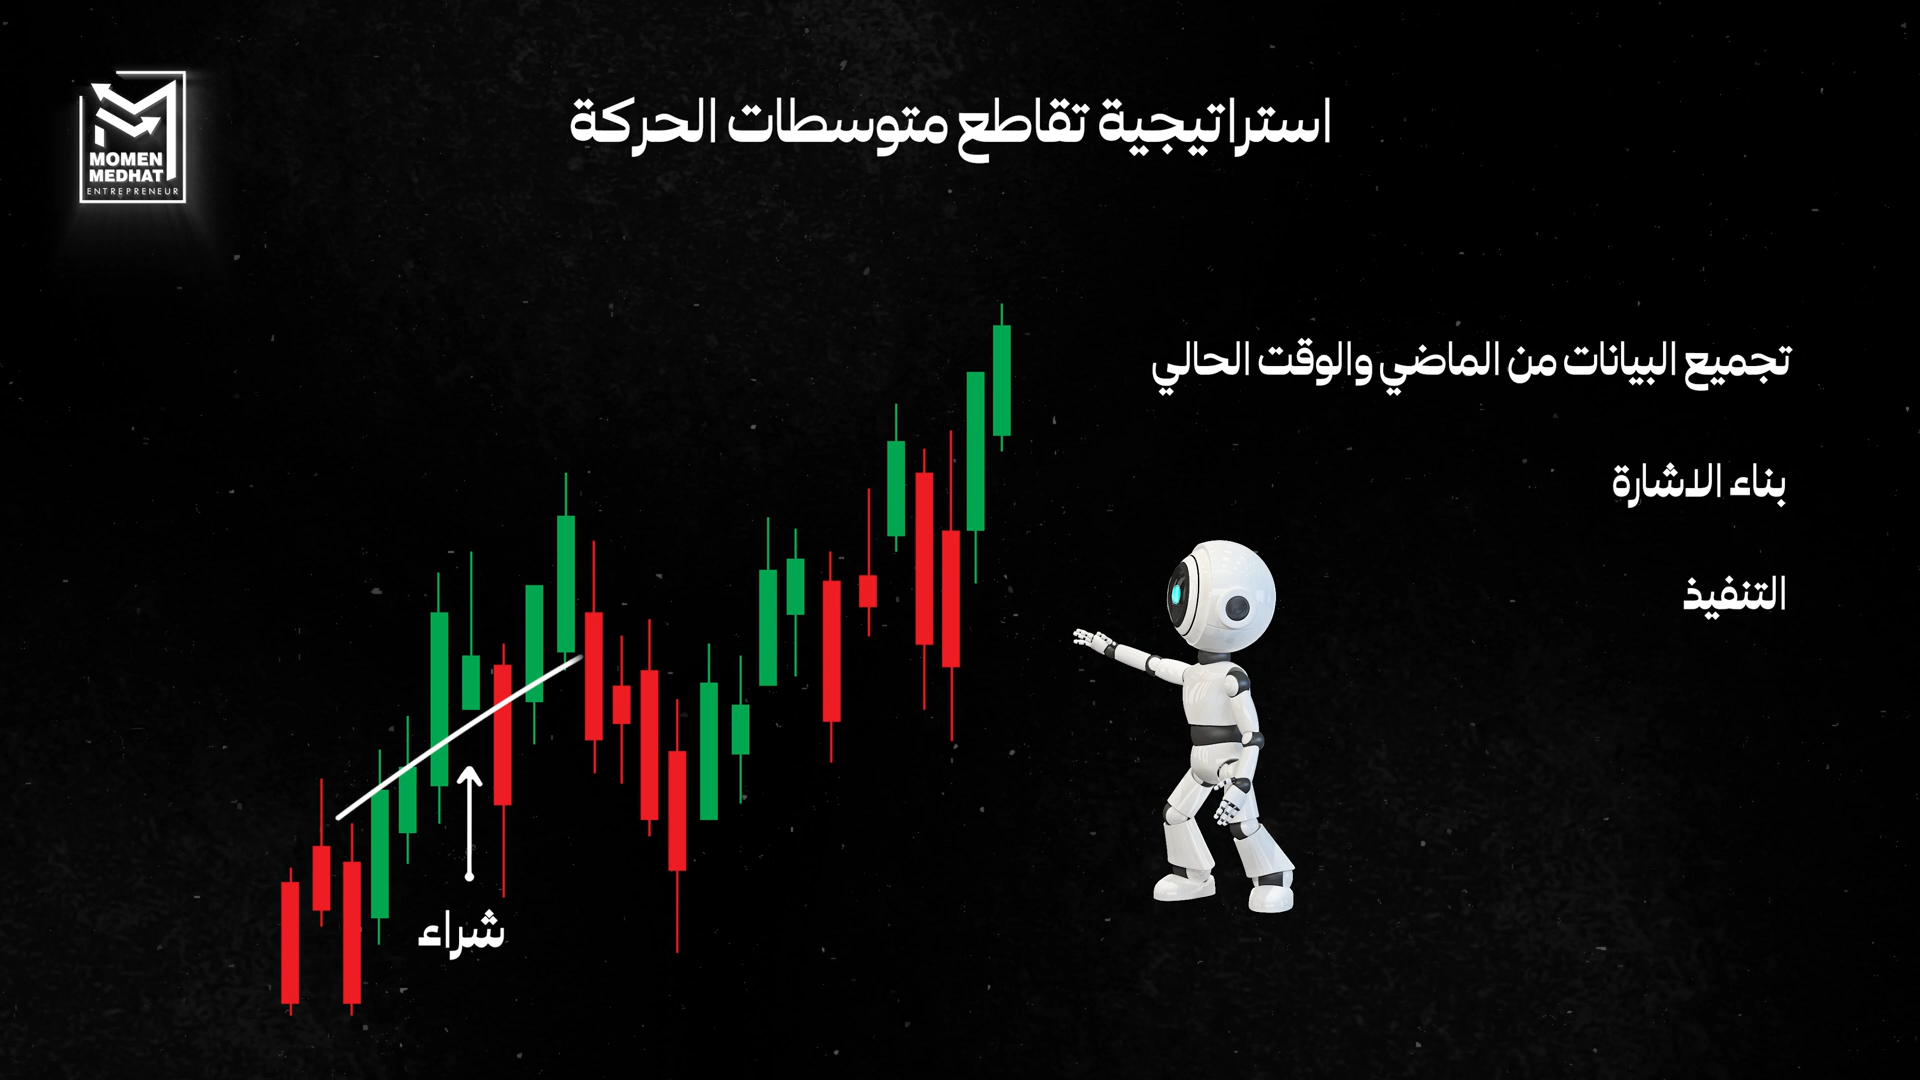 MOMEN
MEDHAT
ENTREPRENEUR
استراتيجية تقاطع متوسطات الحركة
تجميع البيانات من الماضي والوقت الحالي
بناء الاشارة
التنفيذ
شراء